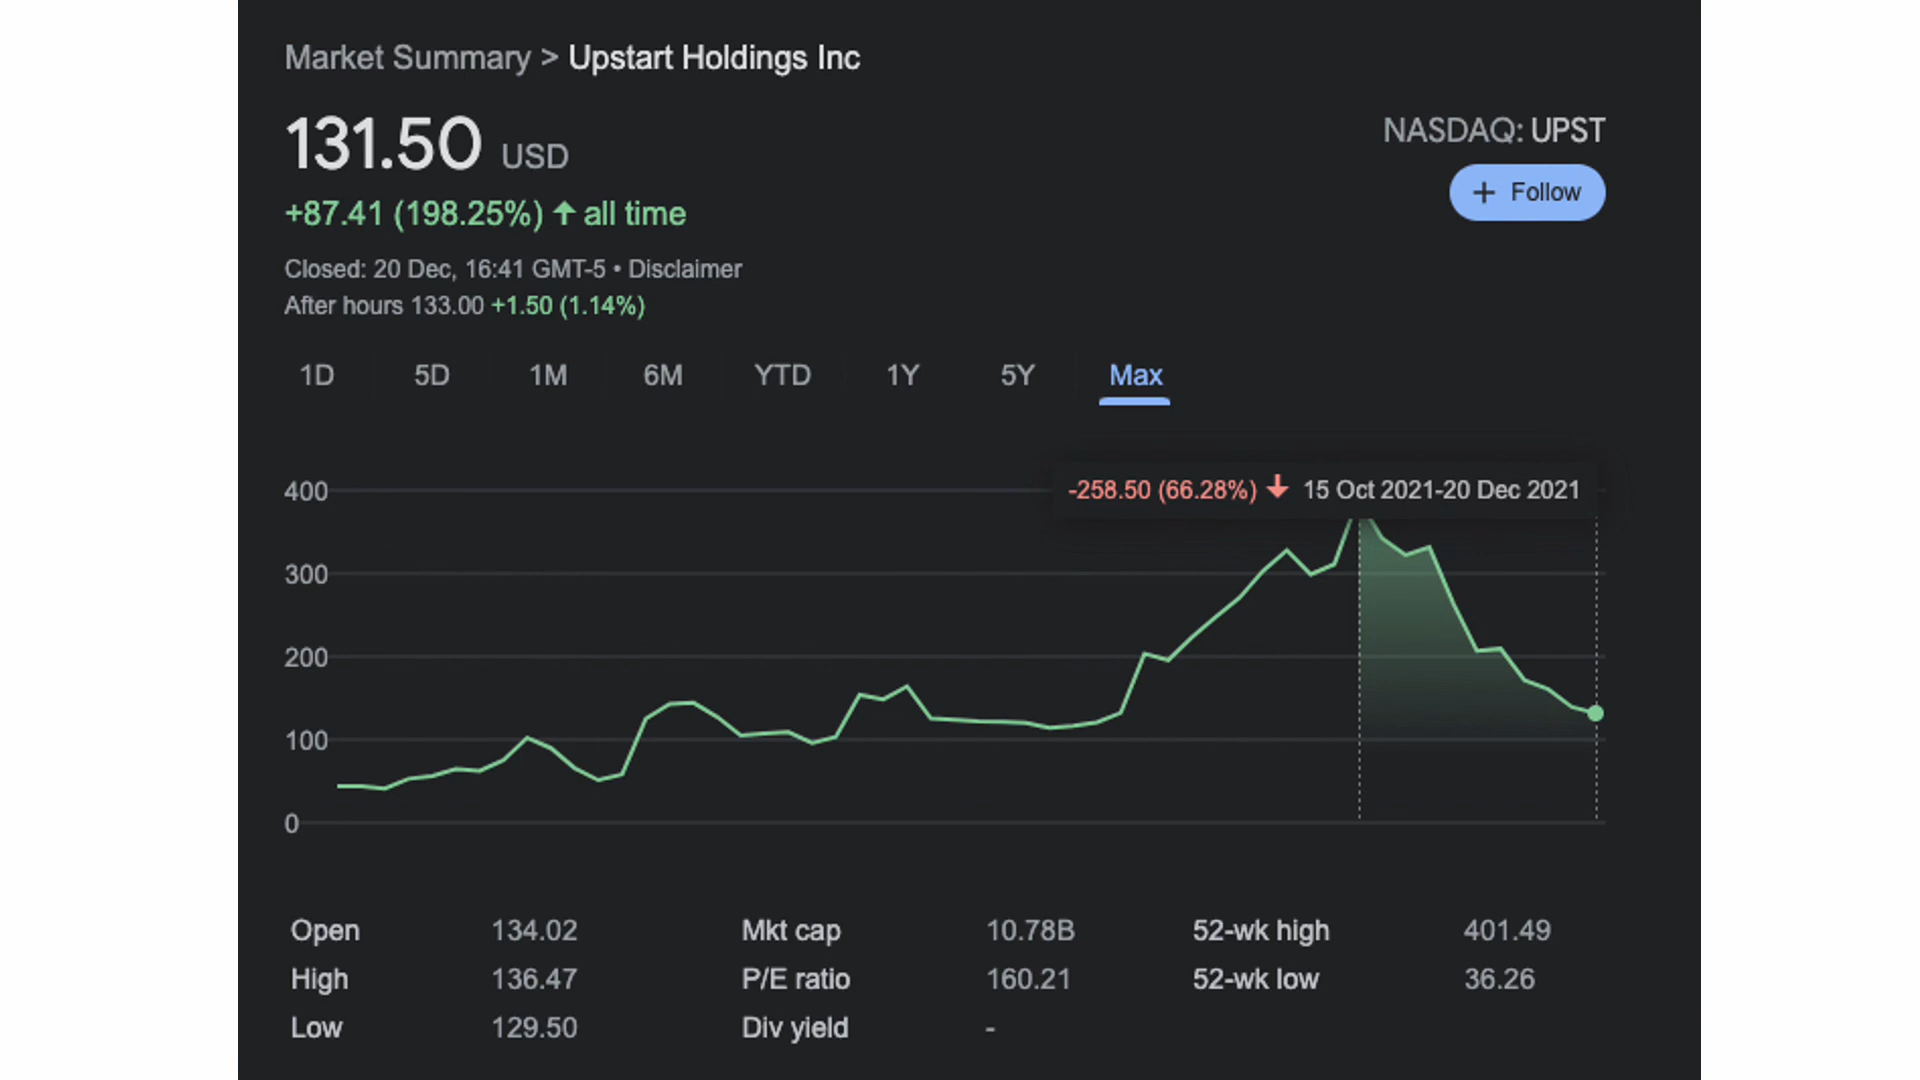 Market Summary > Upstart Holdings Inc
131.50 USD
NASDAQ: UPST
+ Follow
+87.41 (198.25%) ↑ all time
Closed: 20 Dec, 16:41 GMT-5 • Disclaimer
After hours 133.00 +1.50 (1.14%)
1D 5D 1M 6M YTD 1Y 5Y Max
-258.50 (66.28%) ↓ 15 Oct 2021-20 Dec 2021
400
300
200
100
0
Open 134.02 Mkt cap 10.78B 52-wk high 401.49
High 136.47 P/E ratio 160.21 52-wk low 36.26
Low 129.50 Div yield -